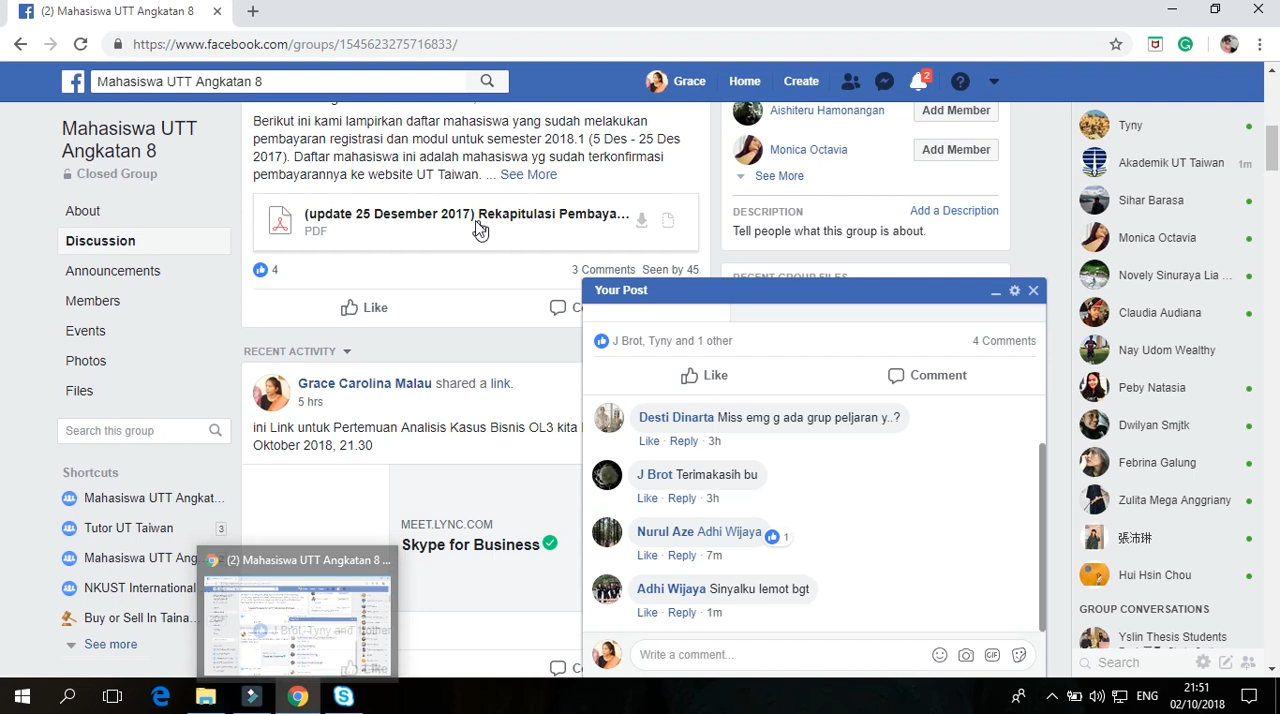 (2) Mahasiswa UTT Angkatan 8
https://www.facebook.com/groups/1545623275716833/
Mahasiswa UTT Angkatan 8
Grace
Home
Create
2
Mahasiswa UTT
Angkatan 8
Closed Group
About
Discussion
Announcements
Members
Events
Photos
Files
Search this group
Shortcuts
Mahasiswa UTT Angkat...
Tutor UT Taiwan
3
Mahasiswa UTT Ang
NKUST International
Buy or Sell In Taina...
See more
Berikut ini kami lampirkan daftar mahasiswa yang sudah melakukan
pembayaran registrasi dan modul untuk semester 2018.1 (5 Des - 25 Des
2017). Daftar mahasiswa ini adalah mahasiswa yg sudah terkonfirmasi
pembayarannya ke website UT Taiwan. ... See More
(update 25 Desember 2017) Rekapitulasi Pembaya...
PDF
4
3 Comments Seen by 45
Like
RECENT ACTIVITY
Grace Carolina Malau shared a link.
5 hrs
ini Link untuk Pertemuan Analisis Kasus Bisnis OL3 kita
Oktober 2018, 21.30
MEET.LYNC.COM
Skype for Business
(2) Mahasiswa UTT Angkatan 8 ...
Aishiteru Hamonangan
Add Member
Monica Octavia
Add Member
See More
DESCRIPTION
Add a Description
Tell people what this group is about.
RECENT GROUP FILES
Your Post
J Brot, Tyny and 1 other
4 Comments
Like
Comment
Desti Dinarta Miss emg g ada grup peljaran y..?
Like · Reply · 3h
J Brot Terimakasih bu
Like · Reply · 3h
Nurul Aze Adhi Wijaya
1
Like · Reply · 7m
Adhi Wijaya Sinyalku lemot bgt
Like · Reply · 1m
Write a comment...
GIF
Tyny
Akademik UT Taiwan
1m
Sihar Barasa
Monica Octavia
Novely Sinuraya Lia ...
Claudia Audiana
Nay Udom Wealthy
Peby Natasia
Dwilyan Smjtk
Febrina Galung
Zulita Mega Anggriany
張沛琳
Hui Hsin Chou
GROUP CONVERSATIONS
Yslin Thesis Students
Search
ENG
21:51
02/10/2018